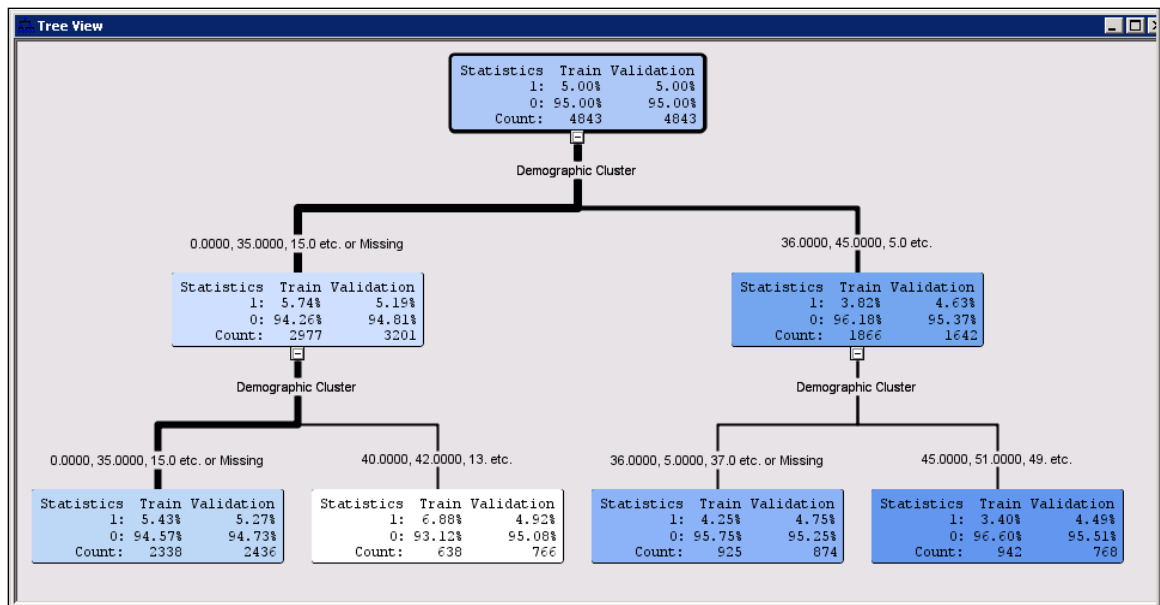 Tree View
Statistics Train Validation
1: 5.00% 5.00%
0: 95.00% 95.00%
Count: 4843 4843
Demographic Cluster
0.0000, 35.0000, 15.0 etc. or Missing
36.0000, 45.0000, 5.0 etc.
Statistics Train Validation
1: 5.74% 5.19%
0: 94.26% 94.81%
Count: 2977 3201
Statistics Train Validation
1: 3.82% 4.63%
0: 96.18% 95.37%
Count: 1866 1642
Demographic Cluster
Demographic Cluster
0.0000, 35.0000, 15.0 etc. or Missing
40.0000, 42.0000, 13. etc.
36.0000, 5.0000, 37.0 etc. or Missing
45.0000, 51.0000, 49. etc.
Statistics Train Validation
1: 5.43% 5.27%
0: 94.57% 94.73%
Count: 2338 2436
Statistics Train Validation
1: 6.88% 4.92%
0: 93.12% 95.08%
Count: 638 766
Statistics Train Validation
1: 4.25% 4.75%
0: 95.75% 95.25%
Count: 925 874
Statistics Train Validation
1: 3.40% 4.49%
0: 96.60% 95.51%
Count: 942 768